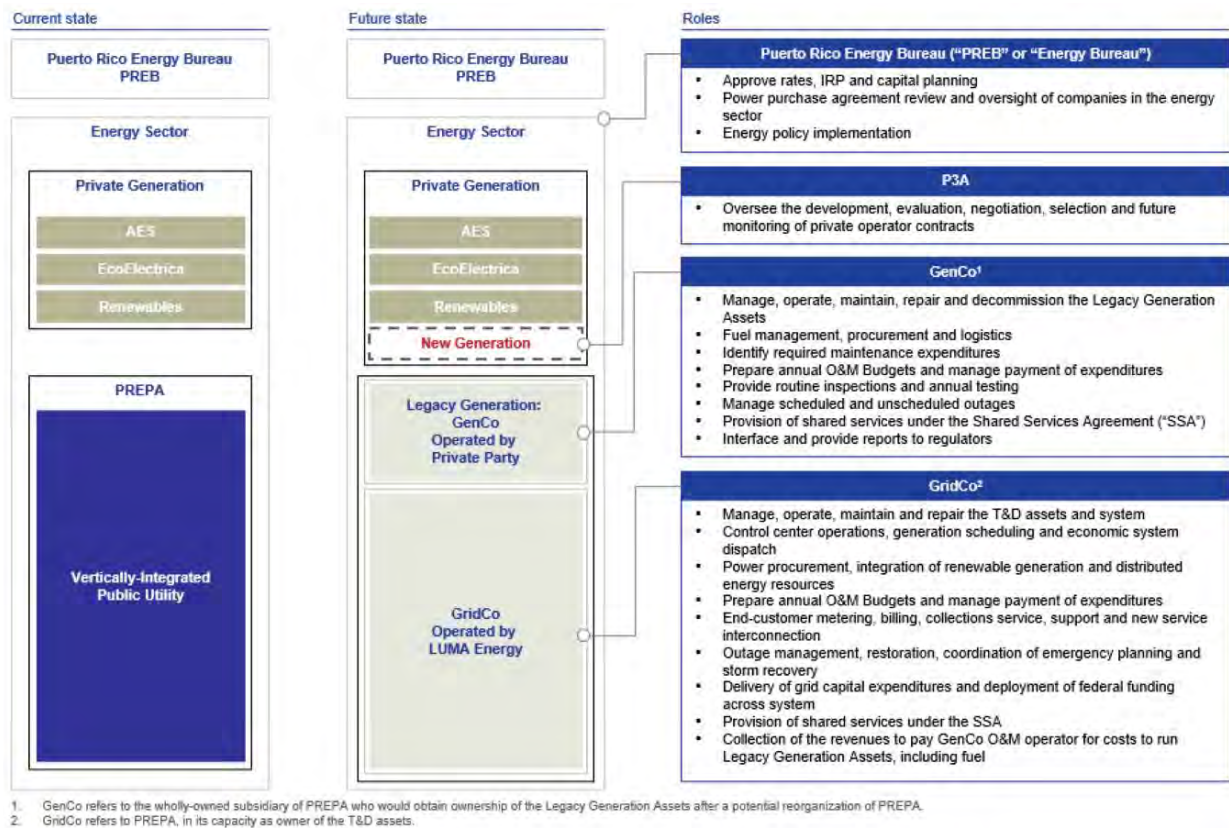 Current state
Puerto Rico Energy Bureau
PREB
Energy Sector
Private Generation
AES
EcoElectrica
Renewables
PREPA
Vertically-Integrated
Public Utility
Future state
Puerto Rico Energy Bureau
PREB
Energy Sector
Private Generation
AES
EcoElectrica
Renewables
New Generation
Legacy Generation:
GenCo
Operated by
Private Party
GridCo
Operated by
LUMA Energy
Roles
Puerto Rico Energy Bureau (“PREB” or “Energy Bureau”)
▪ Approve rates, IRP and capital planning
▪ Power purchase agreement review and oversight of companies in the energy
sector
▪ Energy policy implementation
P3A
▪ Oversee the development, evaluation, negotiation, selection and future
monitoring of private operator contracts
GenCo¹
▪ Manage, operate, maintain, repair and decommission the Legacy Generation
Assets
▪ Fuel management, procurement and logistics
▪ Identify required maintenance expenditures
▪ Prepare annual O&M Budgets and manage payment of expenditures
▪ Provide routine inspections and annual testing
▪ Manage scheduled and unscheduled outages
▪ Provision of shared services under the Shared Services Agreement (“SSA”)
▪ Interface and provide reports to regulators
GridCo²
▪ Manage, operate, maintain and repair the T&D assets and system
▪ Control center operations, generation scheduling and economic system
dispatch
▪ Power procurement, integration of renewable generation and distributed
energy resources
▪ Prepare annual O&M Budgets and manage payment of expenditures
▪ End-customer metering, billing, collections service, support and new service
interconnection
▪ Outage management, restoration, coordination of emergency planning and
storm recovery
▪ Delivery of grid capital expenditures and deployment of federal funding
across system
▪ Provision of shared services under the SSA
▪ Collection of the revenues to pay GenCo O&M operator for costs to run
Legacy Generation Assets, including fuel
1. GenCo refers to the wholly-owned subsidiary of PREPA who would obtain ownership of the Legacy Generation Assets after a potential reorganization of PREPA.
2. GridCo refers to PREPA, in its capacity as owner of the T&D assets.